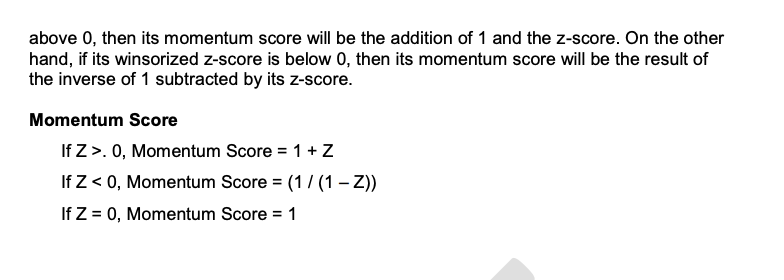 above 0, then its momentum score will be the addition of 1 and the z-score. On the other
hand, if its winsorized z-score is below 0, then its momentum score will be the result of
the inverse of 1 subtracted by its z-score.
Momentum Score
If Z >. 0, Momentum Score = 1 + Z
If Z < 0, Momentum Score = (1 / (1 – Z))
If Z = 0, Momentum Score = 1